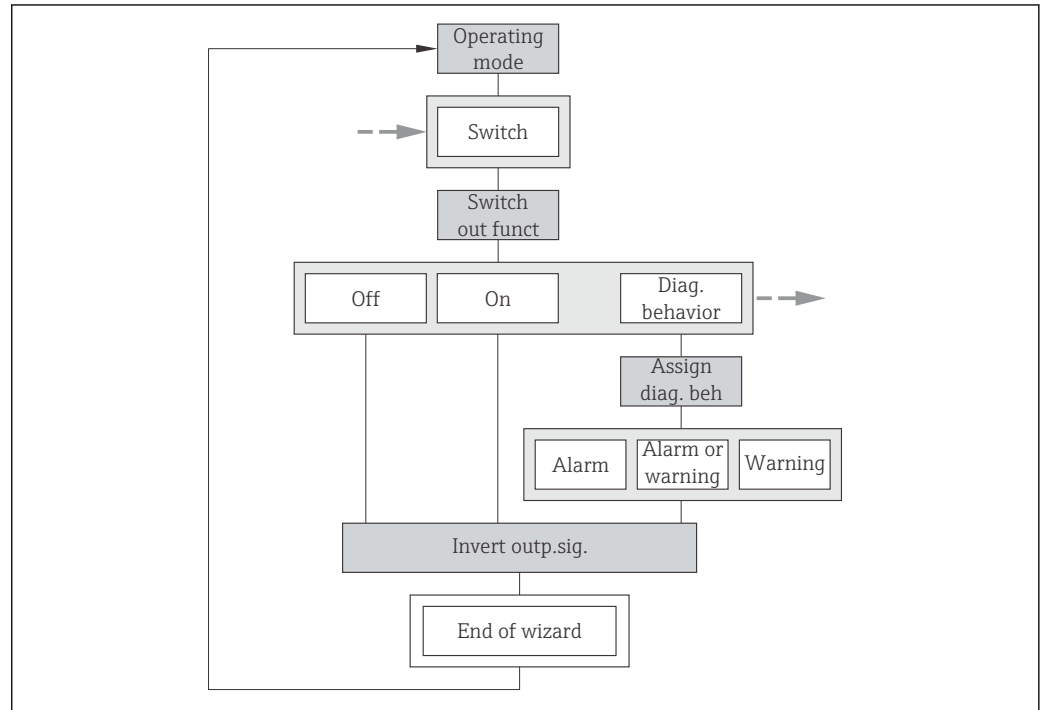 Operating
mode
Switch
Switch
out funct
Off
On
Diag.
behavior
Assign
diag. beh
Alarm
Alarm or
warning
Warning
Invert outp.sig.
End of wizard